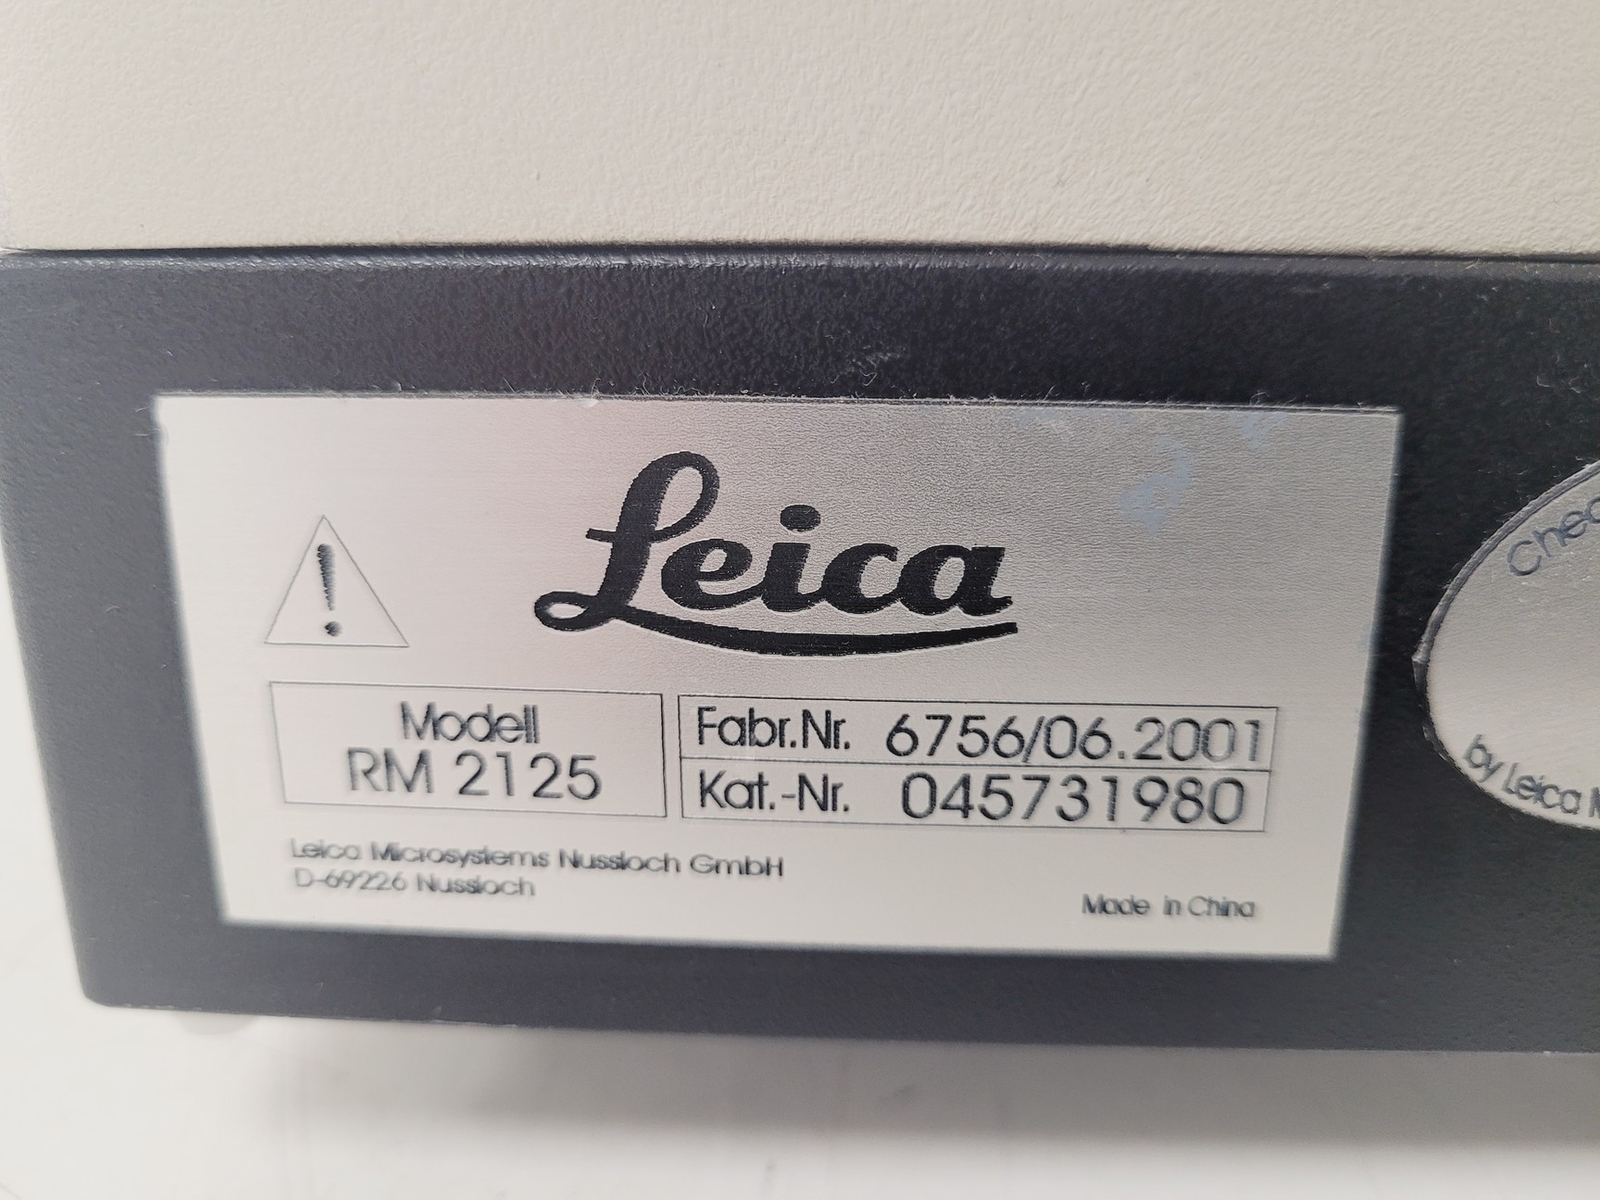 Leica
Modell
RM 2125
Fabr.Nr. 6756/06.2001
Kat.-Nr. 045731980
Leica Microsystems Nussloch GmbH
D-69226 Nussloch
Made in China
by Leica